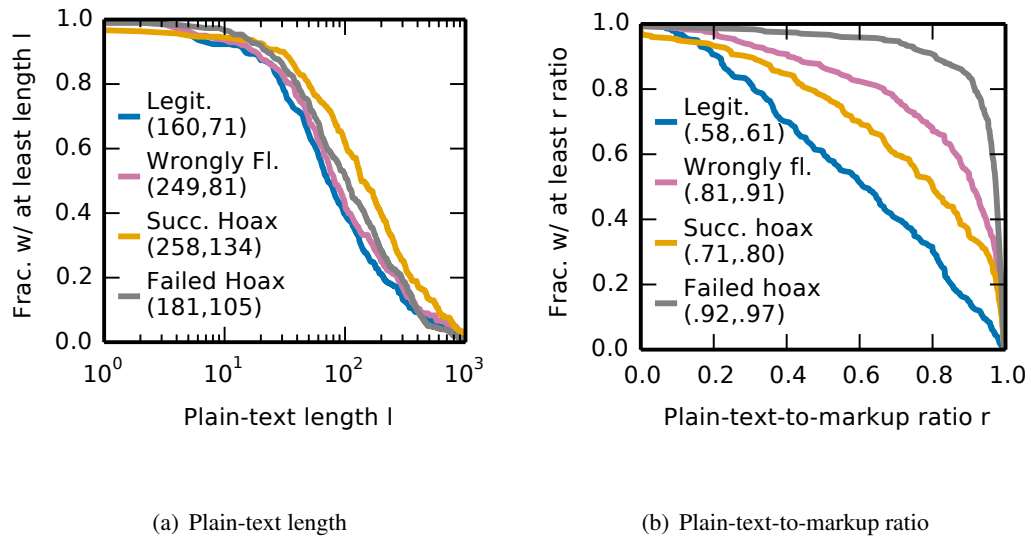 Frac. w/ at least length l
1.0
0.8
0.6
0.4
0.2
0.0
Legit.
(160,71)
Wrongly Fl.
(249,81)
Succ. Hoax
(258,134)
Failed Hoax
(181,105)
10^0 10^1 10^2 10^3
Plain-text length l
(a) Plain-text length
Frac. w/ at least r ratio
1.0
0.8
0.6
0.4
0.2
0.0
Legit.
(.58,.61)
Wrongly fl.
(.81,.91)
Succ. hoax
(.71,.80)
Failed hoax
(.92,.97)
0.0 0.2 0.4 0.6 0.8 1.0
Plain-text-to-markup ratio r
(b) Plain-text-to-markup ratio